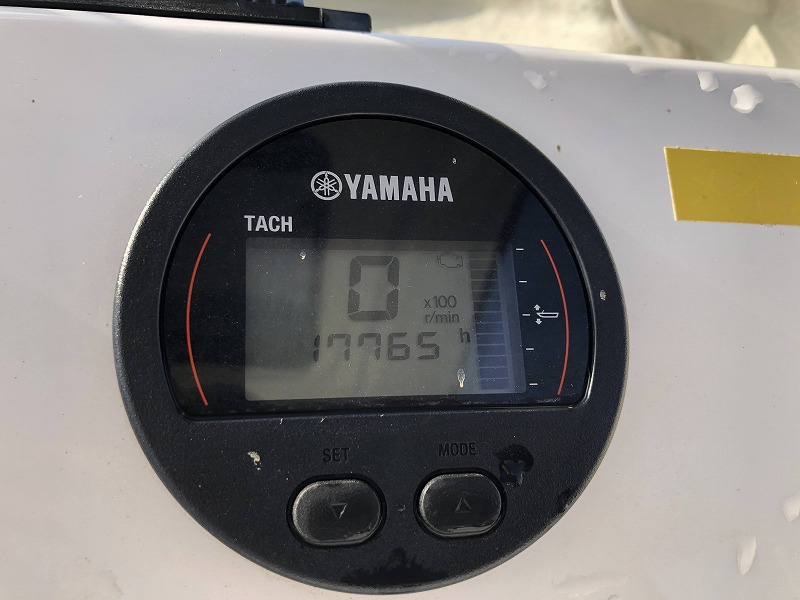 YAMAHA
TACH
0
x100
r/min
17765 h
SET
MODE